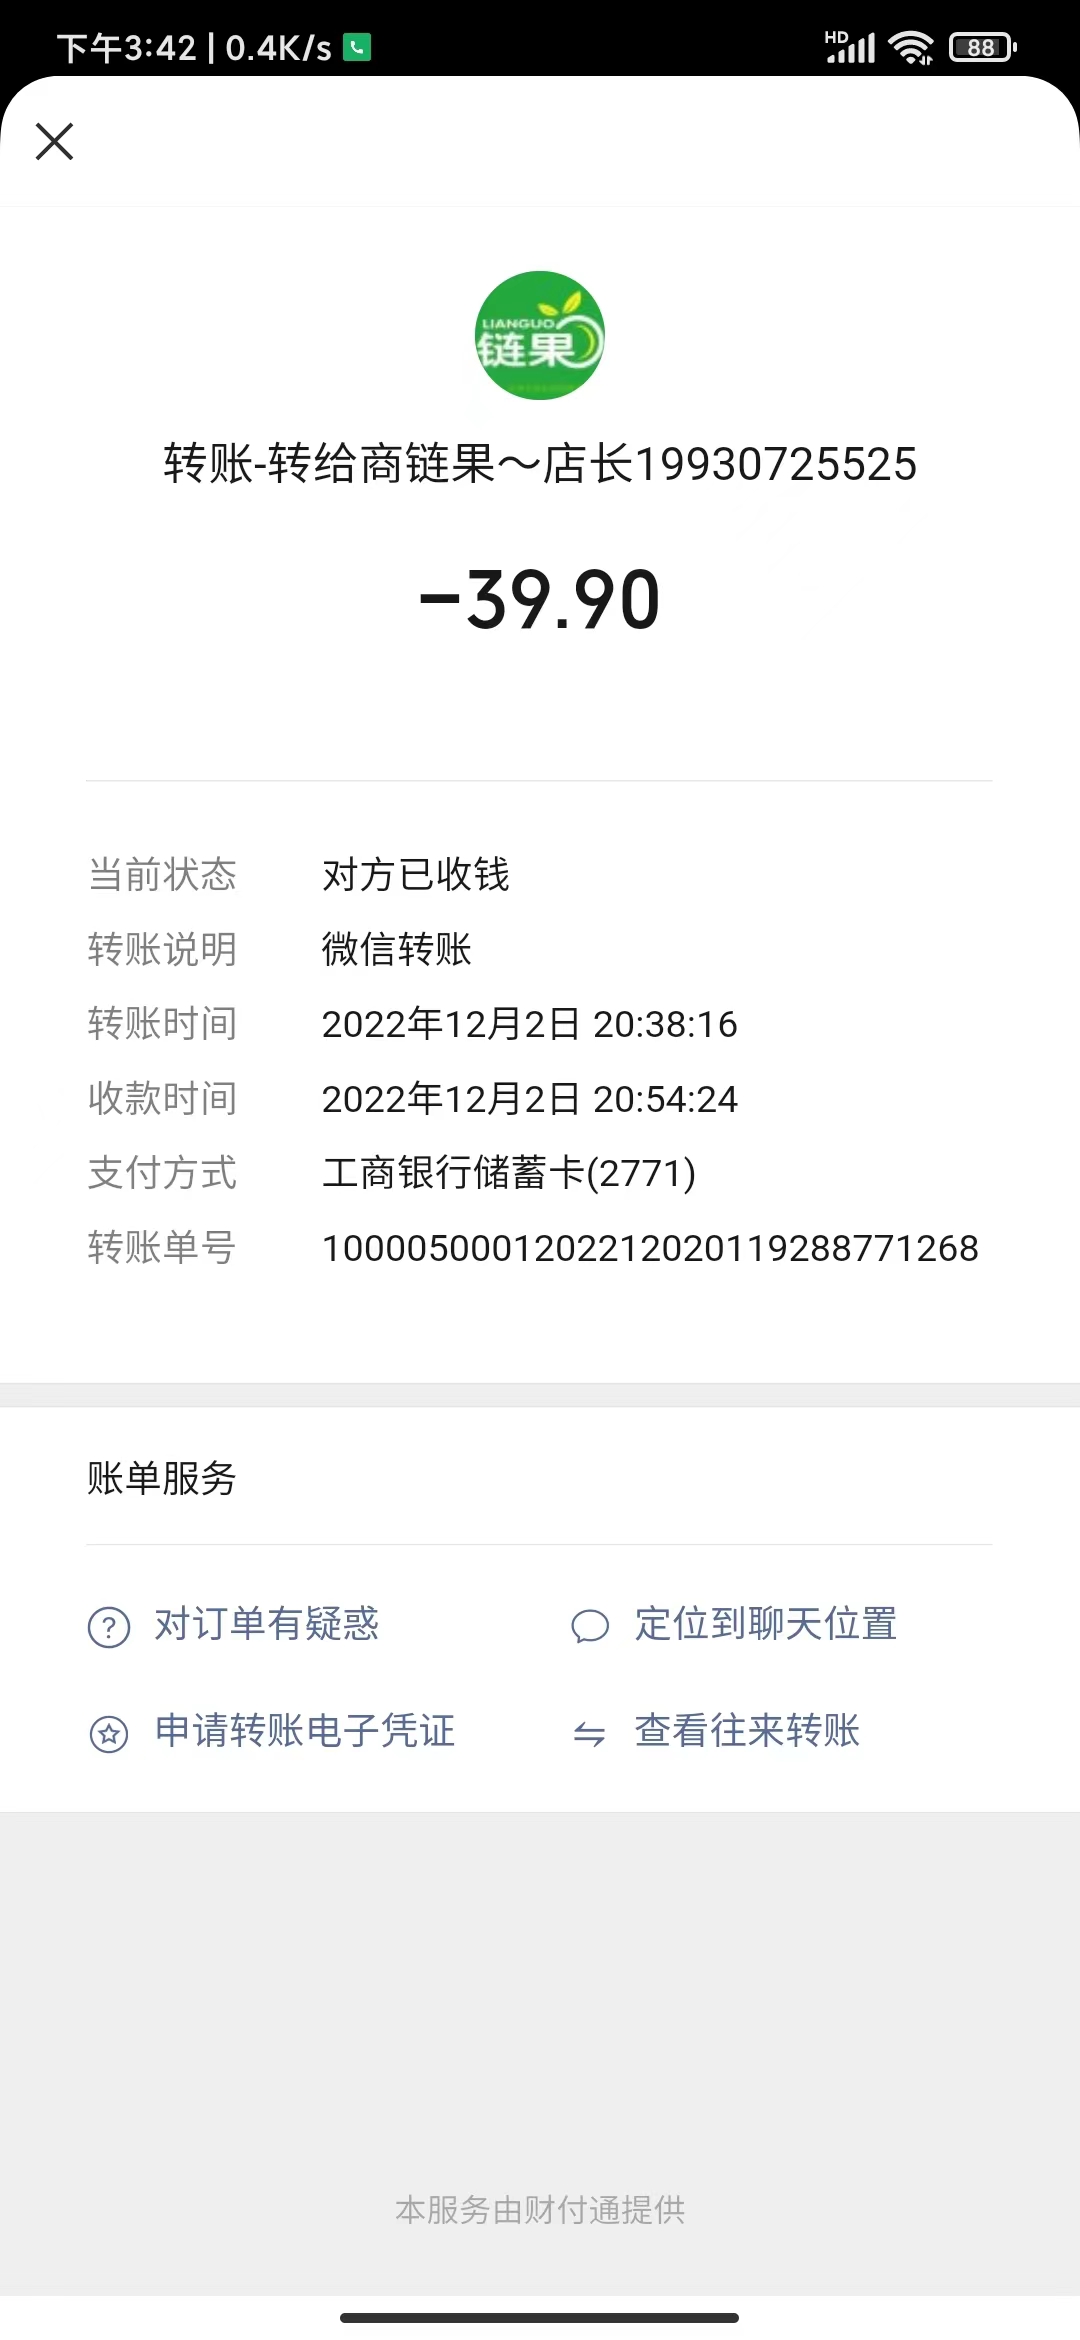 下午3:42 | 0.4K/s
HD
88
LIANGUO
链果
转账-转给商链果～店长19930725525
-39.90
当前状态 对方已收钱
转账说明 微信转账
转账时间 2022年12月2日 20:38:16
收款时间 2022年12月2日 20:54:24
支付方式 工商银行储蓄卡(2771)
转账单号 1000050001202212020119288771268
账单服务
对订单有疑惑 定位到聊天位置
申请转账电子凭证 查看往来转账
本服务由财付通提供